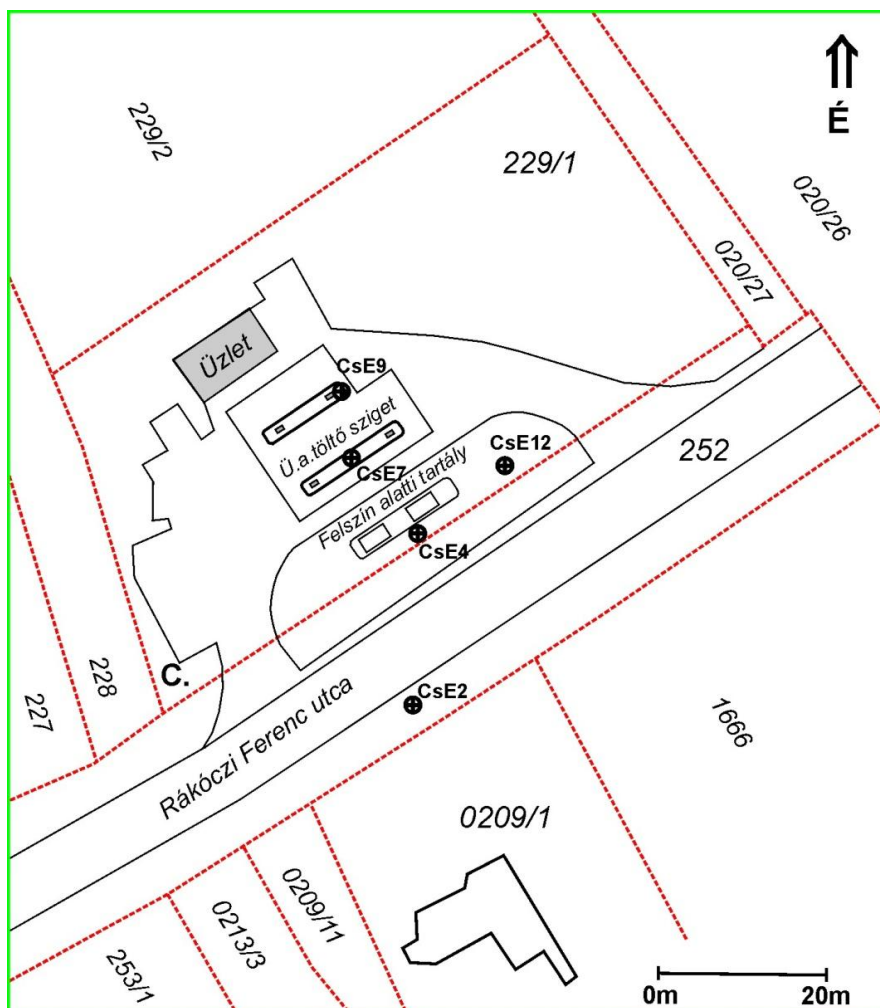 É
229/2
229/1
020/26
020/27
Üzlet
CsE9
Ü.a.töltő sziget
CsE7
CsE12
252
Felszín alatti tartály
CsE4
C.
228
227
CsE2
Rákóczi Ferenc utca
1666
0209/1
0209/11
0213/3
253/1
0m 20m